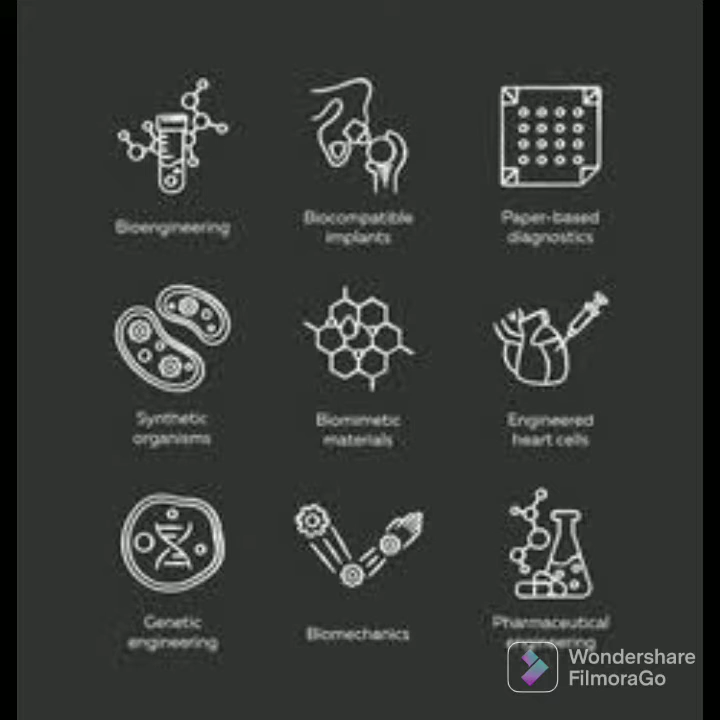 Bioengineering
Biocompatible
implants
Paper-based
diagnostics
Synthetic
organisms
Biomimetic
materials
Engineered
heart cells
Genetic
engineering
Biomechanics
Pharmaceutical
engineering
Wondershare
FilmoraGo